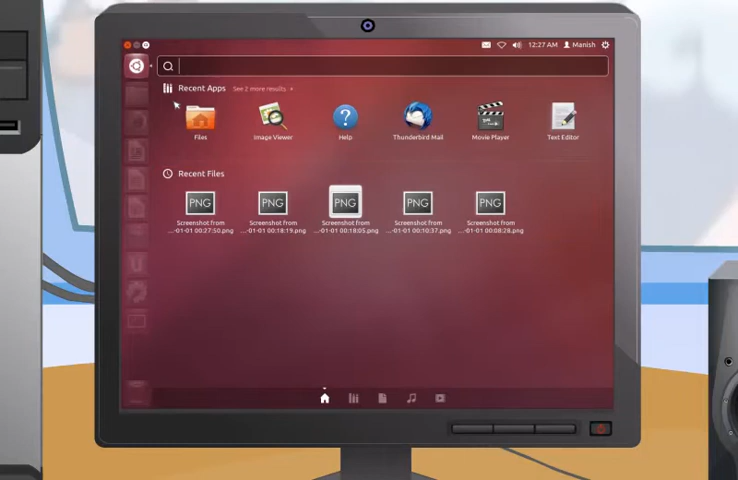 12:27 AM Manish
Recent Apps See 2 more results
Files Image Viewer Help Thunderbird Mail Movie Player Text Editor
Recent Files
PNG PNG PNG PNG PNG
Screenshot from Screenshot from Screenshot from Screenshot from Screenshot from
...-01-01 00:27:50.png ...-01-01 00:18:19.png ...-01-01 00:18:05.png ...-01-01 00:10:37.png ...-01-01 00:08:28.png